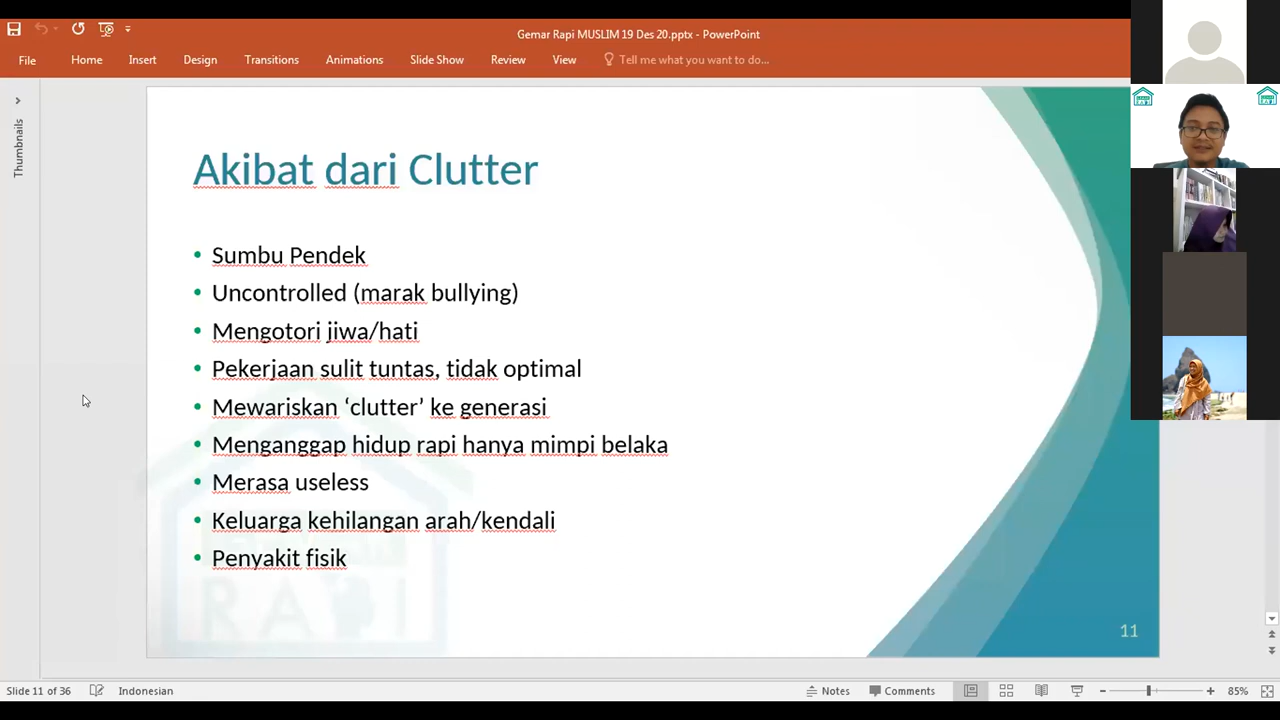 Gemar Rapi MUSLIM 19 Des 20.pptx - PowerPoint
File Home Insert Design Transitions Animations Slide Show Review View Tell me what you want to do...
Thumbnails
Akibat dari Clutter
• Sumbu Pendek
• Uncontrolled (marak bullying)
• Mengotori jiwa/hati
• Pekerjaan sulit tuntas, tidak optimal
• Mewariskan ‘clutter’ ke generasi
• Menganggap hidup rapi hanya mimpi belaka
• Merasa useless
• Keluarga kehilangan arah/kendali
• Penyakit fisik
RAPI
11
Slide 11 of 36 Indonesian Notes Comments 85%